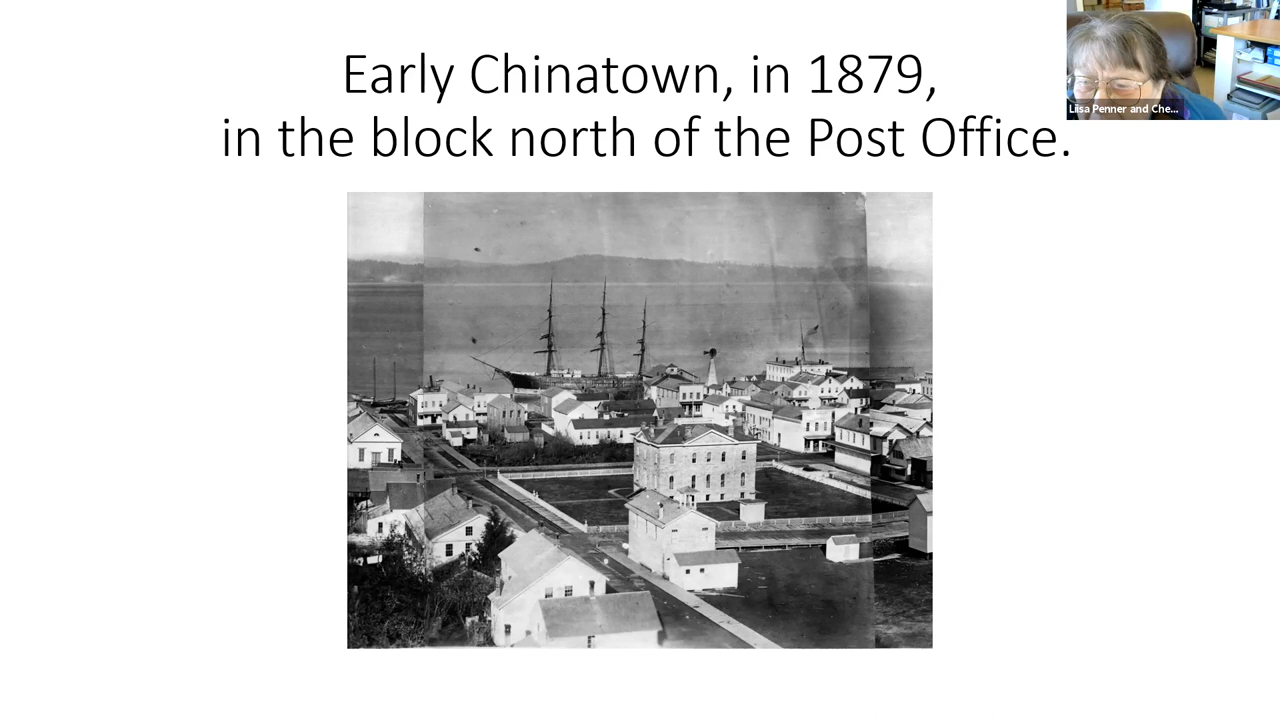 Early Chinatown, in 1879,
in the block north of the Post Office.
Liisa Penner and Che...